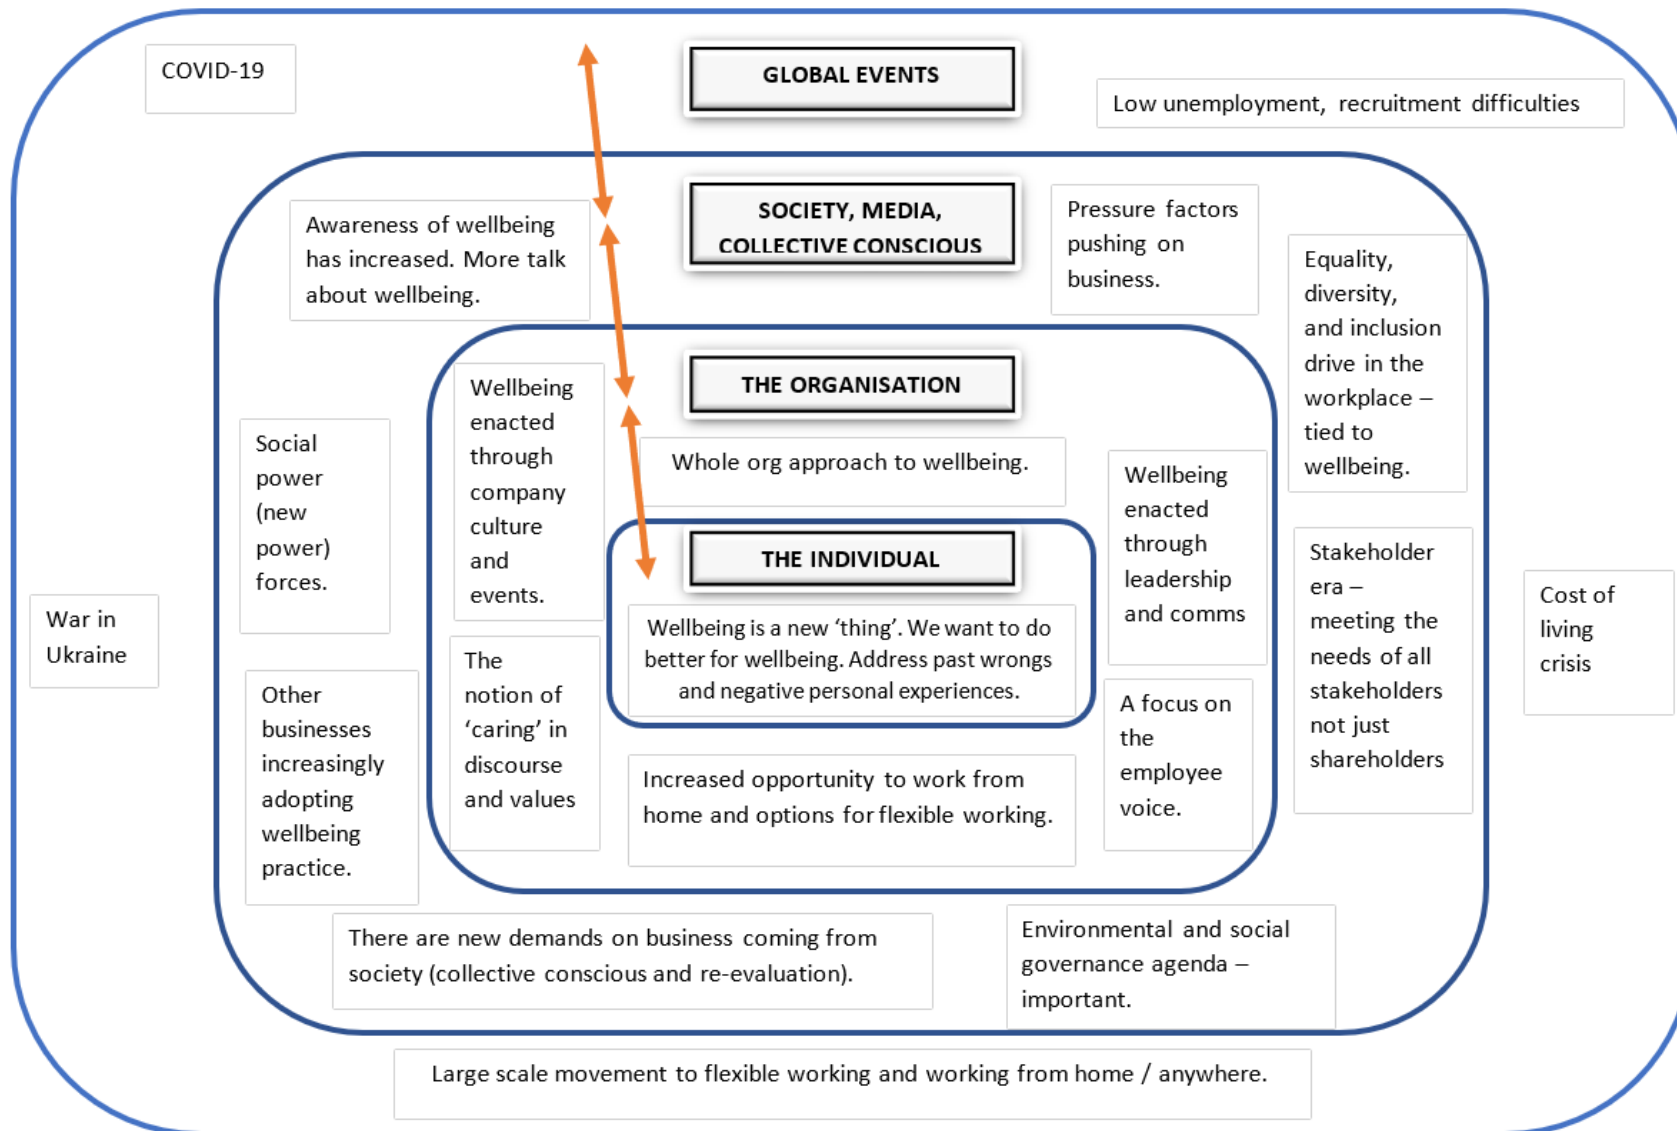 COVID-19
GLOBAL EVENTS
Low unemployment, recruitment difficulties
Awareness of wellbeing
has increased. More talk
about wellbeing.
SOCIETY, MEDIA,
COLLECTIVE CONSCIOUS
Pressure factors
pushing on
business.
Equality,
diversity,
and inclusion
drive in the
workplace –
tied to
wellbeing.
Wellbeing
enacted
through
company
culture
and
events.
THE ORGANISATION
Whole org approach to wellbeing.
Social
power
(new
power)
forces.
Wellbeing
enacted
through
leadership
and comms
THE INDIVIDUAL
Wellbeing is a new ‘thing’. We want to do
better for wellbeing. Address past wrongs
and negative personal experiences.
Stakeholder
era –
meeting the
needs of all
stakeholders
not just
shareholders
War in
Ukraine
Cost of
living
crisis
The
notion of
‘caring’ in
discourse
and values
Other
businesses
increasingly
adopting
wellbeing
practice.
A focus on
the
employee
voice.
Increased opportunity to work from
home and options for flexible working.
There are new demands on business coming from
society (collective conscious and re-evaluation).
Environmental and social
governance agenda –
important.
Large scale movement to flexible working and working from home / anywhere.